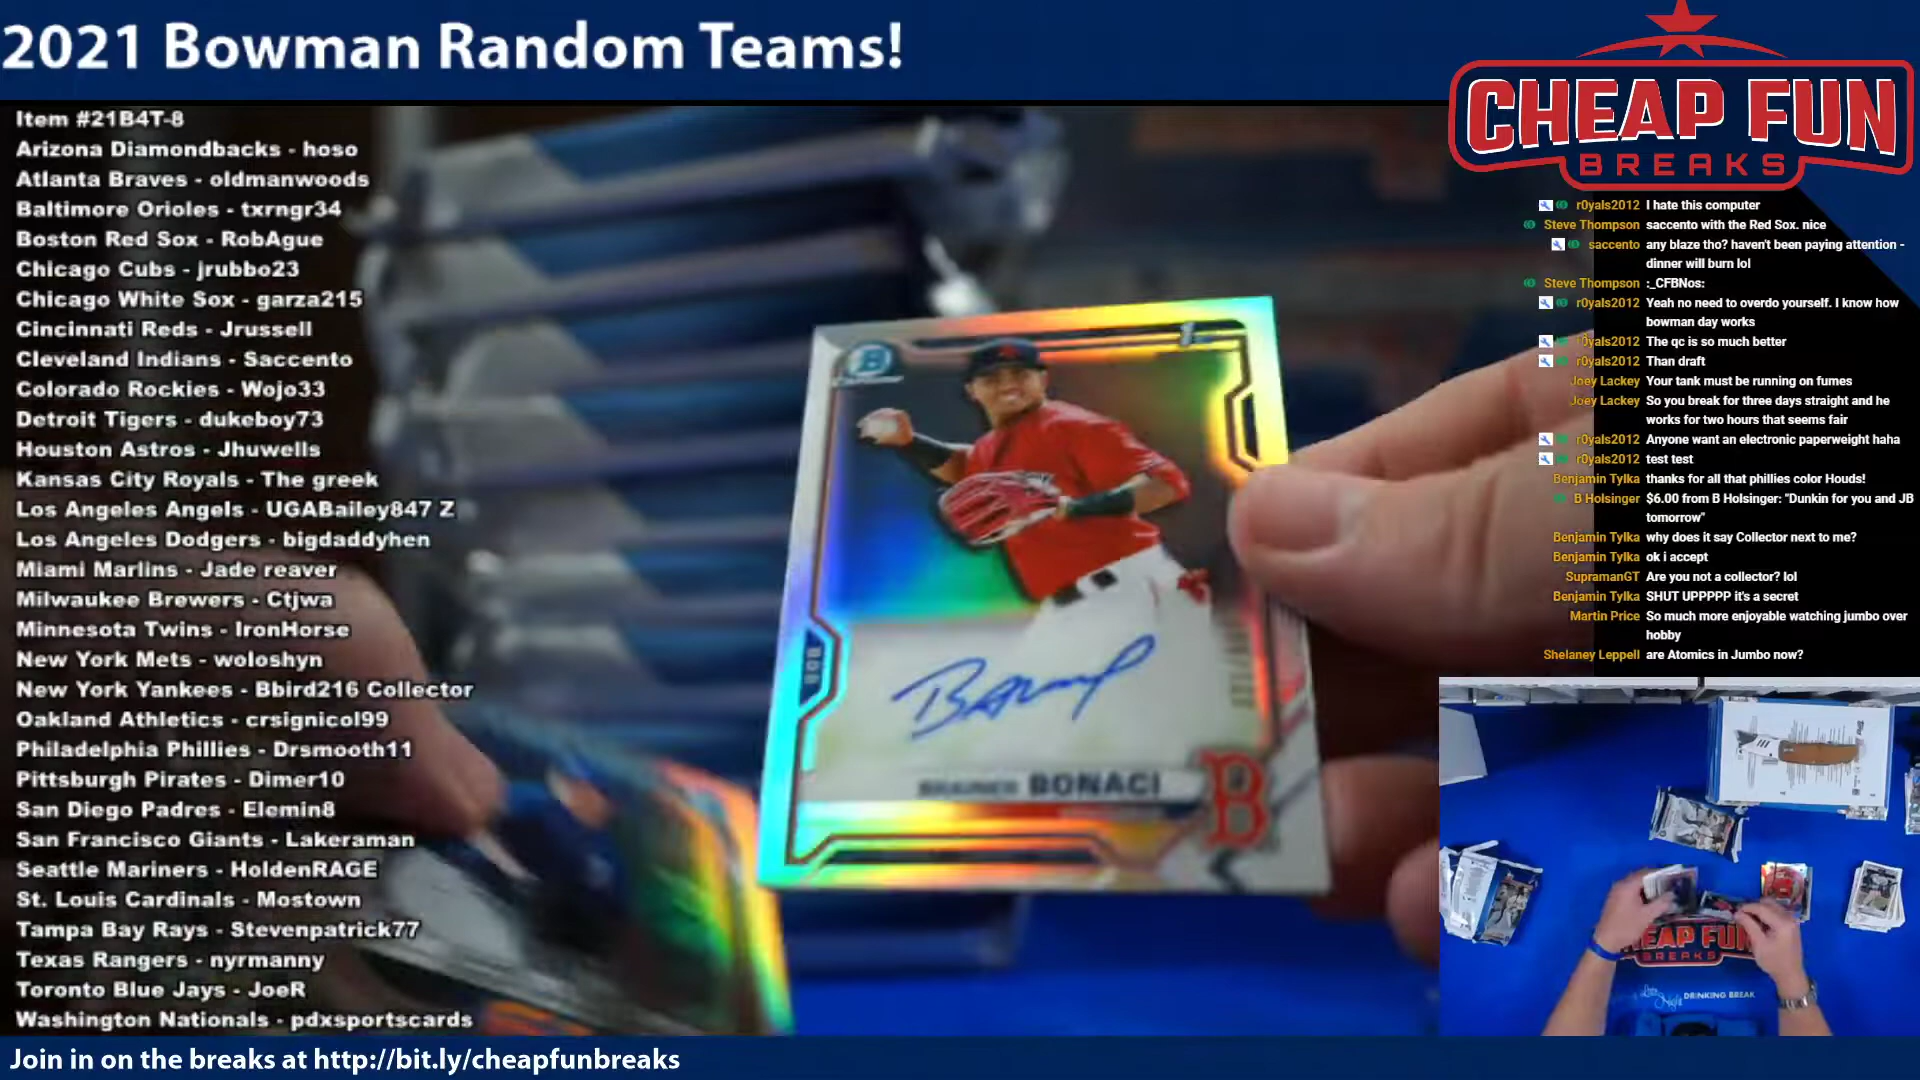 2021 Bowman Random Teams!
CHEAP FUN
BREAKS
Item #21B4T-8
Arizona Diamondbacks - hoso
Atlanta Braves - oldmanwoods
Baltimore Orioles - txrngr34
Boston Red Sox - RobAgue
Chicago Cubs - jrubbo23
Chicago White Sox - garza215
Cincinnati Reds - Jrussell
Cleveland Indians - Saccento
Colorado Rockies - Wojo33
Detroit Tigers - dukeboy73
Houston Astros - Jhuwells
Kansas City Royals - The greek
Los Angeles Angels - UGABailey847 Z
Los Angeles Dodgers - bigdaddyhen
Miami Marlins - Jade reaver
Milwaukee Brewers - Ctjwa
Minnesota Twins - IronHorse
New York Mets - woloshyn
New York Yankees - Bbird216 Collector
Oakland Athletics - crsignicol99
Philadelphia Phillies - Drsmooth11
Pittsburgh Pirates - Dimer10
San Diego Padres - Elemin8
San Francisco Giants - Lakeraman
Seattle Mariners - HoldenRAGE
St. Louis Cardinals - Mostown
Tampa Bay Rays - Stevenpatrick77
Texas Rangers - nyrmanny
Toronto Blue Jays - JoeR
Washington Nationals - pdxsportscards
B
1st
BOS
BONACI
B
r0yals2012 I hate this computer
Steve Thompson saccento with the Red Sox. nice
saccento any blaze tho? haven't been paying attention -
dinner will burn lol
Steve Thompson :_CFBNos:
r0yals2012 Yeah no need to overdo yourself. I know how
bowman day works
r0yals2012 The qc is so much better
r0yals2012 Than draft
Joey Lackey Your tank must be running on fumes
Joey Lackey So you break for three days straight and he
works for two hours that seems fair
r0yals2012 Anyone want an electronic paperweight haha
r0yals2012 test test
Benjamin Tylka thanks for all that phillies color Houds!
B Holsinger $6.00 from B Holsinger: "Dunkin for you and JB
tomorrow"
Benjamin Tylka why does it say Collector next to me?
Benjamin Tylka ok i accept
SupramanGT Are you not a collector? lol
Benjamin Tylka SHUT UPPPPP it's a secret
Martin Price So much more enjoyable watching jumbo over
hobby
Shelaney Leppell are Atomics in Jumbo now?
CHEAP FUN
BREAKS
DRINKING BREAK
Join in on the breaks at http://bit.ly/cheapfunbreaks